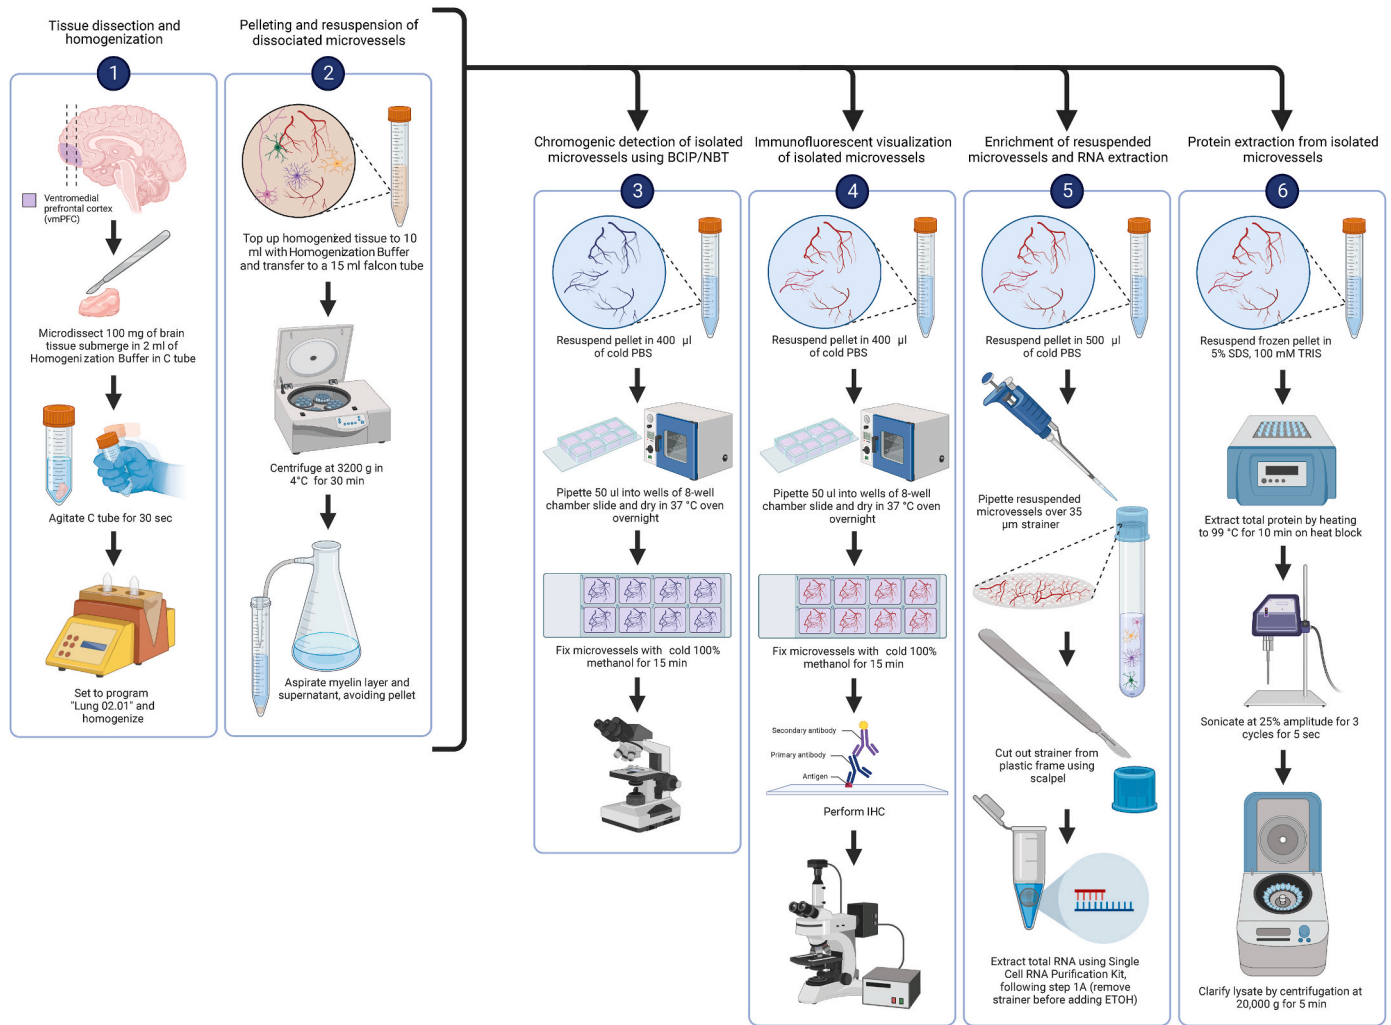 Tissue dissection and
homogenization
1
Ventromedial
prefrontal cortex
(vmPFC)
Microdissect 100 mg of brain
tissue submerge in 2 ml of
Homogenization Buffer in C tube
Agitate C tube for 30 sec
Set to program
"Lung 02.01" and
homogenize
Pelleting and resuspension of
dissociated microvessels
2
Top up homogenized tissue to 10
ml with Homogenization Buffer
and transfer to a 15 ml falcon tube
Centrifuge at 3200 g in
4°C for 30 min
Aspirate myelin layer and
supernatant, avoiding pellet
Chromogenic detection of isolated
microvessels using BCIP/NBT
3
Resuspend pellet in 400 µl
of cold PBS
Pipette 50 ul into wells of 8-well
chamber slide and dry in 37 °C oven
overnight
Fix microvessels with cold 100%
methanol for 15 min
Immunofluorescent visualization
of isolated microvessels
4
Resuspend pellet in 400 µl
of cold PBS
Pipette 50 ul into wells of 8-well
chamber slide and dry in 37 °C oven
overnight
Fix microvessels with cold 100%
methanol for 15 min
Secondary antibody
Primary antibody
Antigen
Perform IHC
Enrichment of resuspended
microvessels and RNA extraction
5
Resuspend pellet in 500 µl
of cold PBS
Pipette resuspended
microvessels over 35
µm strainer
Cut out strainer from
plastic frame using
scalpel
Extract total RNA using Single
Cell RNA Purification Kit,
following step 1A (remove
strainer before adding ETOH)
Protein extraction from isolated
microvessels
6
Resuspend frozen pellet in
5% SDS, 100 mM TRIS
Extract total protein by heating
to 99 °C for 10 min on heat block
Sonicate at 25% amplitude for 3
cycles for 5 sec
Clarify lysate by centrifugation at
20,000 g for 5 min